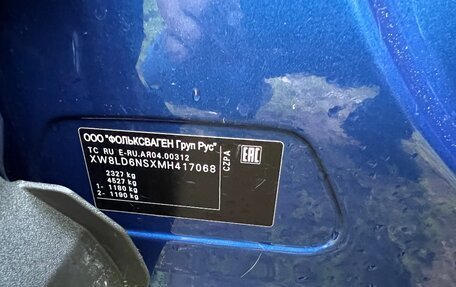 ООО "ФОЛЬКСВАГЕН Груп Рус"
TC RU E-RU.AR04.00312
XW8LD6NSXMH417068
2327 kg
4527 kg
1- 1180 kg
2- 1190 kg
CZPA
EAC